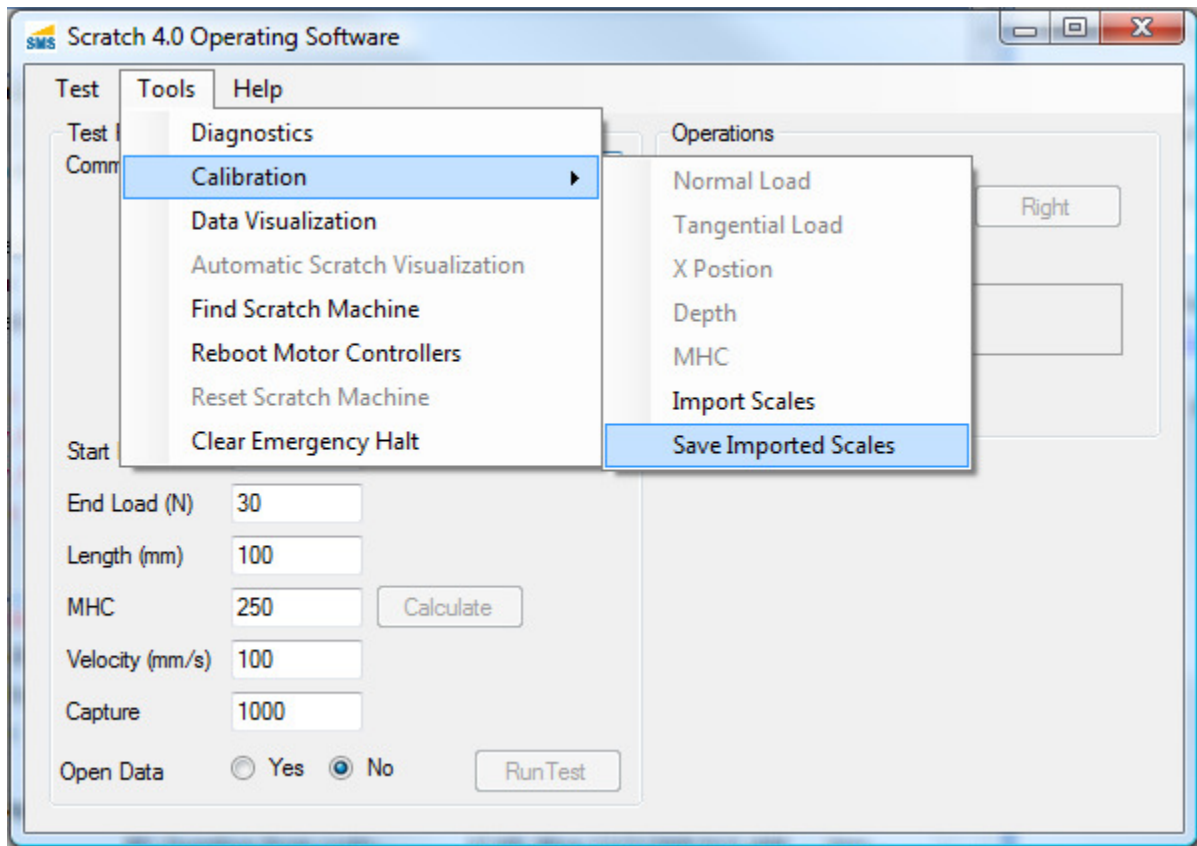 SMS Scratch 4.0 Operating Software
Test Tools Help
Test
Comm
Diagnostics
Calibration
Data Visualization
Automatic Scratch Visualization
Find Scratch Machine
Reboot Motor Controllers
Reset Scratch Machine
Clear Emergency Halt
Operations
Right
Normal Load
Tangential Load
X Postion
Depth
MHC
Import Scales
Save Imported Scales
Start
End Load (N) 30
Length (mm) 100
MHC 250 Calculate
Velocity (mm/s) 100
Capture 1000
Open Data Yes No RunTest